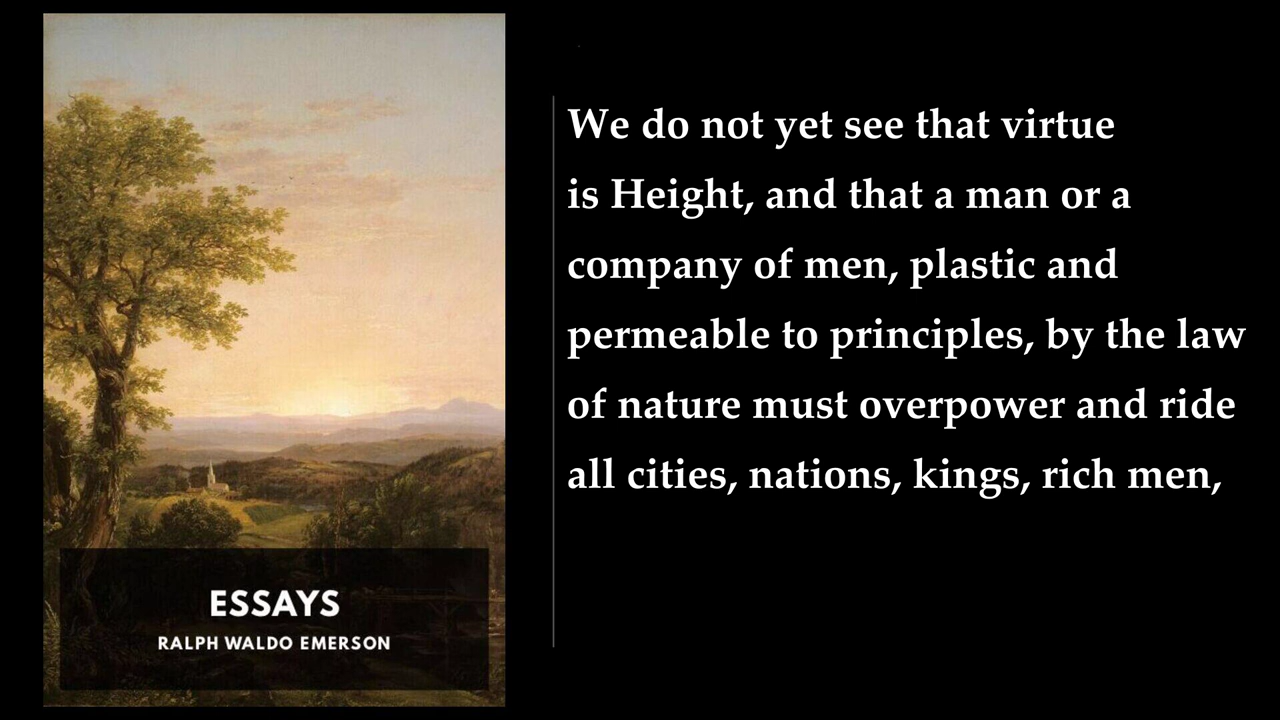 ESSAYS
RALPH WALDO EMERSON
We do not yet see that virtue
is Height, and that a man or a
company of men, plastic and
permeable to principles, by the law
of nature must overpower and ride
all cities, nations, kings, rich men,